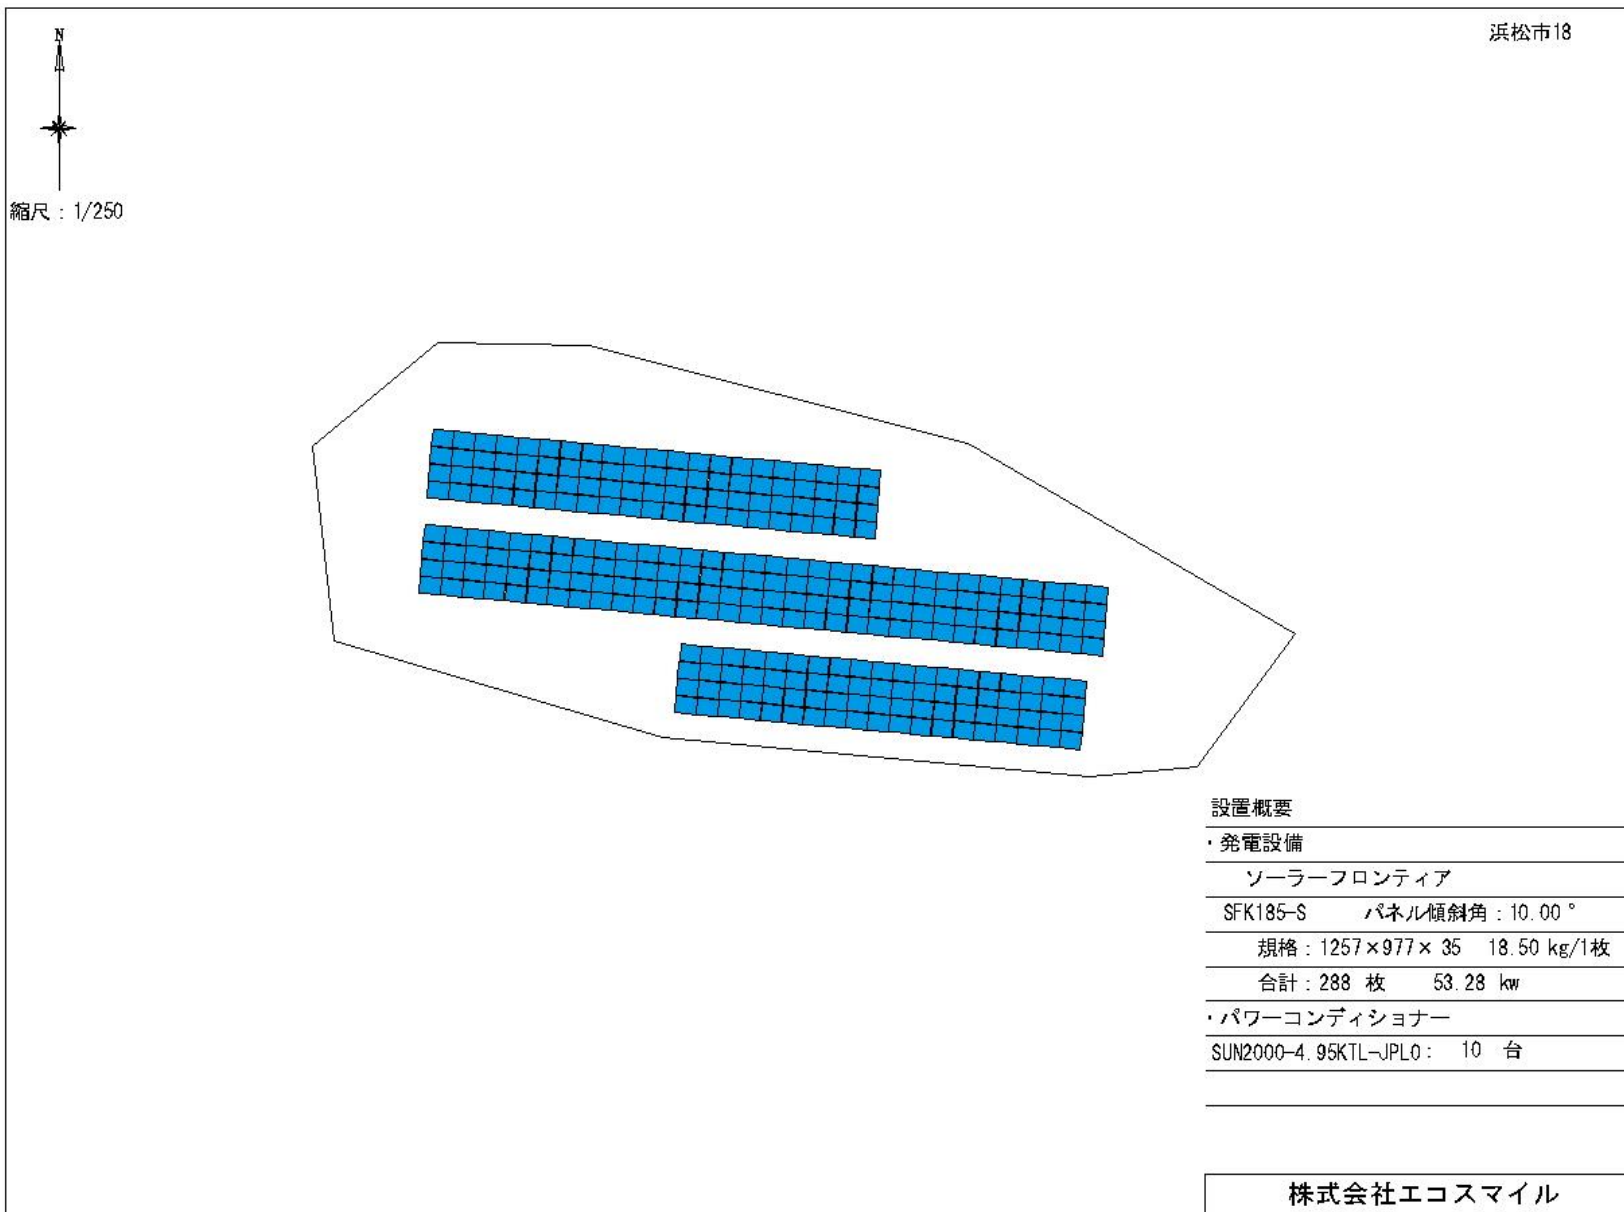 浜松市18
N
縮尺：1/250
設置概要
・発電設備
ソーラーフロンティア
SFK185-S パネル傾斜角：10.00°
規格：1257×977× 35 18.50 kg/1枚
合計：288 枚 53.28 kw
・パワーコンディショナー
SUN2000-4.95KTL-JPL0： 10 台
株式会社エコスマイル